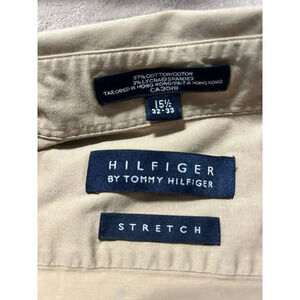 97% COTTON/COTON
3% LYCRA® SPANDEX
TAILORED IN HONG KONG/FAIT A HONG KONG
CA30119
15½
32-33
HILFIGER
BY TOMMY HILFIGER
STRETCH